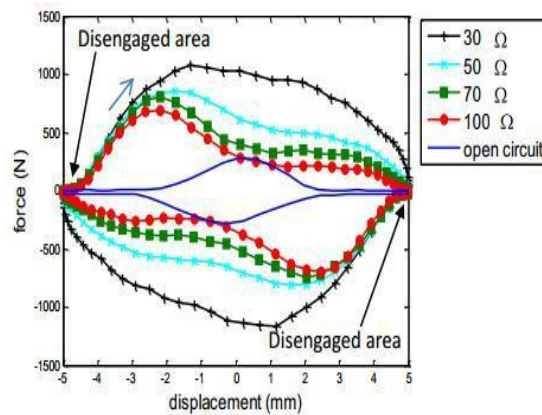 Disengaged area
1500
1000
500
0
-500
-1000
-1500
force (N)
Disengaged area
-5 -4 -3 -2 -1 0 1 2 3 4 5
displacement (mm)
30 Ω
50 Ω
70 Ω
100 Ω
open circuit